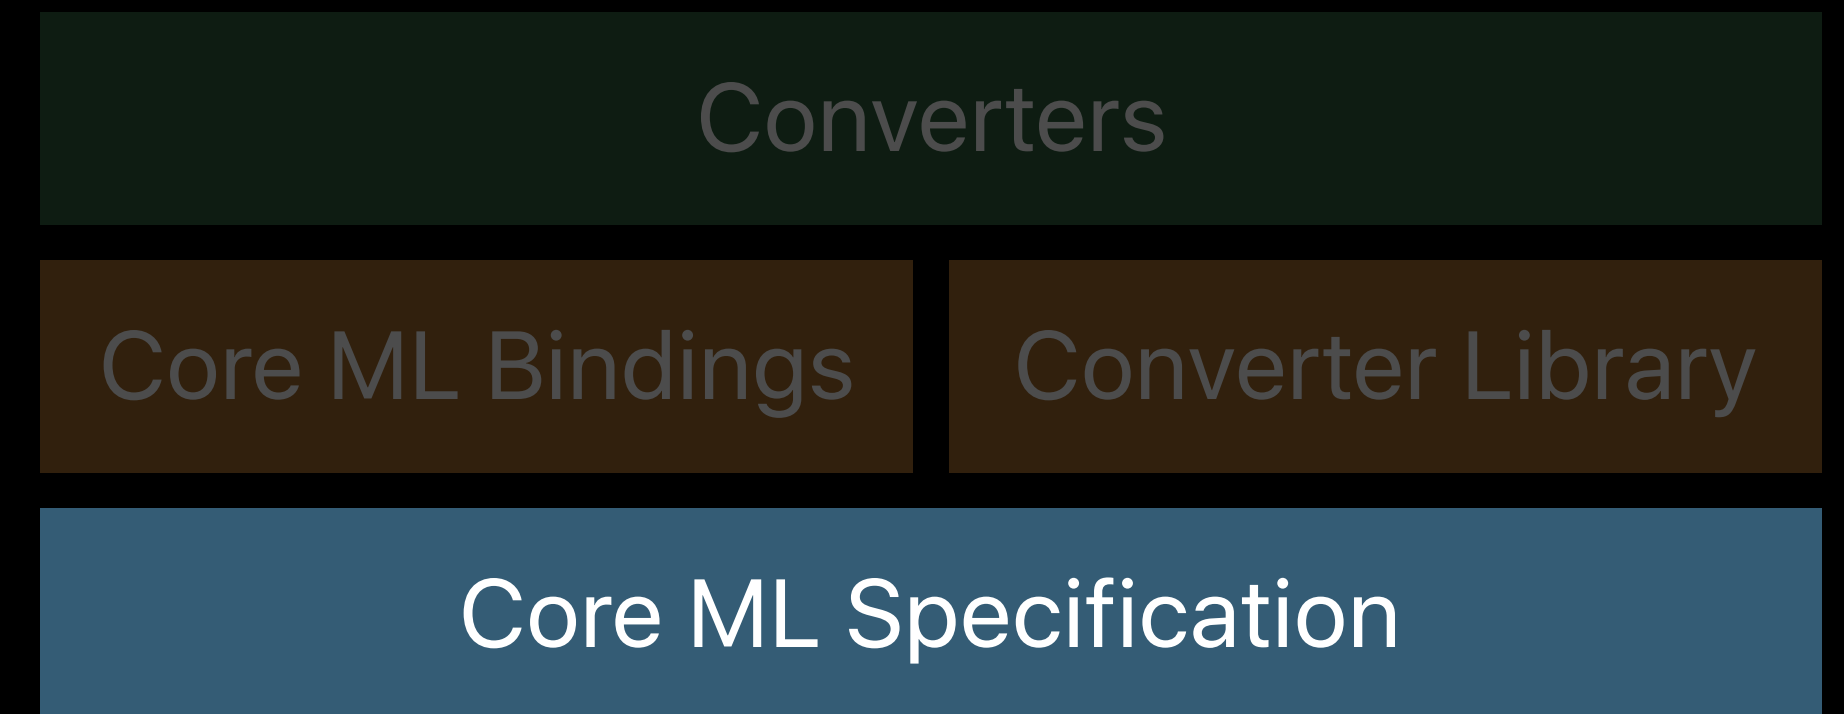 Converters
Core ML Bindings
Converter Library
Core ML Specification